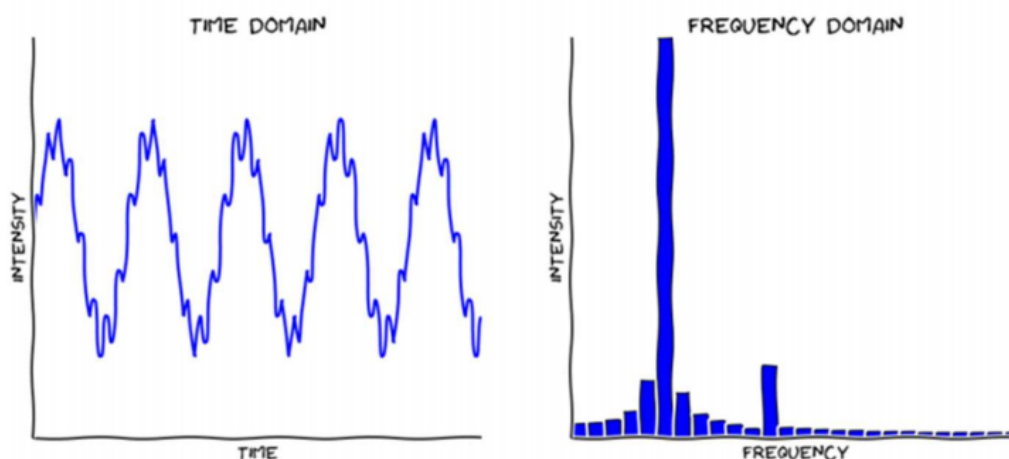 TIME DOMAIN
INTENSITY
TIME
FREQUENCY DOMAIN
INTENSITY
FREQUENCY